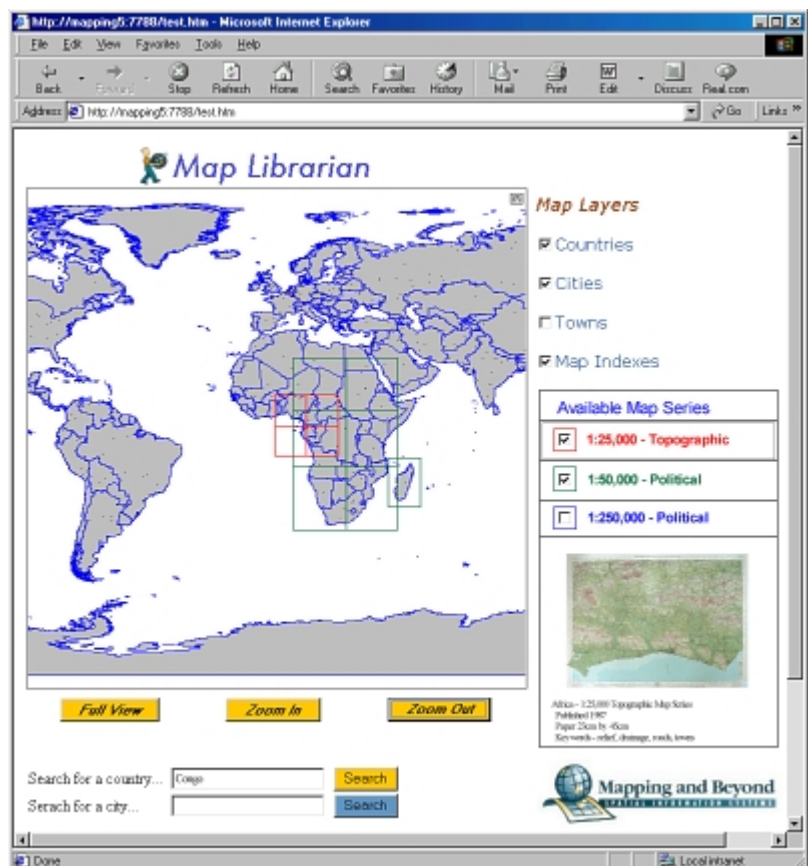 http://mapping5:7788/test.htm - Microsoft Internet Explorer
File Edit View Favorites Tools Help
Back Forward Stop Refresh Home Search Favorites History Mail Print Edit Discuss Real.com
Address http://mapping5:7788/test.htm Go Links »
Map Librarian
Map Layers
Countries
Cities
Towns
Map Indexes
Available Map Series
1:25,000 - Topographic
1:50,000 - Political
1:250,000 - Political
Africa - 1:25,000 Topographic Map Series
Published 1987
Paper 25cm by 45cm
Keywords - relief, drainage, roads, towns
Full View Zoom In Zoom Out
Search for a country... Congo Search
Serach for a city... Search
Mapping and Beyond
SPATIAL INFORMATION SYSTEMS
Done Local intranet